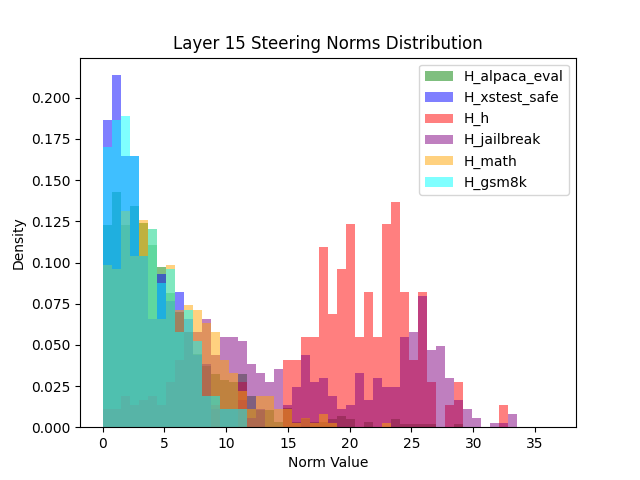 Layer 15 Steering Norms Distribution
H_alpaca_eval
H_xstest_safe
H_h
H_jailbreak
H_math
H_gsm8k
Density
0.200
0.175
0.150
0.125
0.100
0.075
0.050
0.025
0.000
0 5 10 15 20 25 30 35
Norm Value